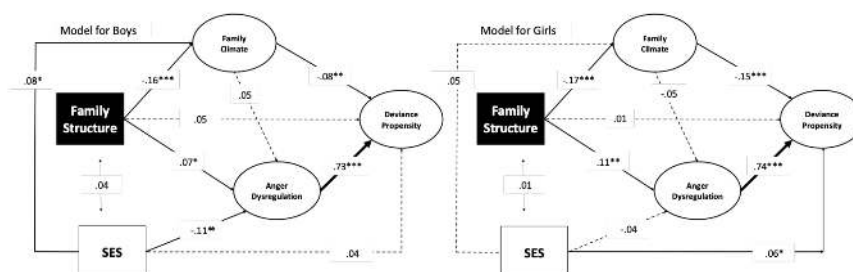 Model for Boys
Family
Climate
.08*
-.16***
-.08**
.05
Family
Structure
.05
Deviance
Propensity
.07*
.73***
.04
Anger
Dysregulation
-.11**
SES
.04
Model for Girls
Family
Climate
.05
-.17***
-.15***
-.05
Family
Structure
.01
Deviance
Propensity
.11**
.74***
.01
Anger
Dysregulation
-.04
SES
.06*